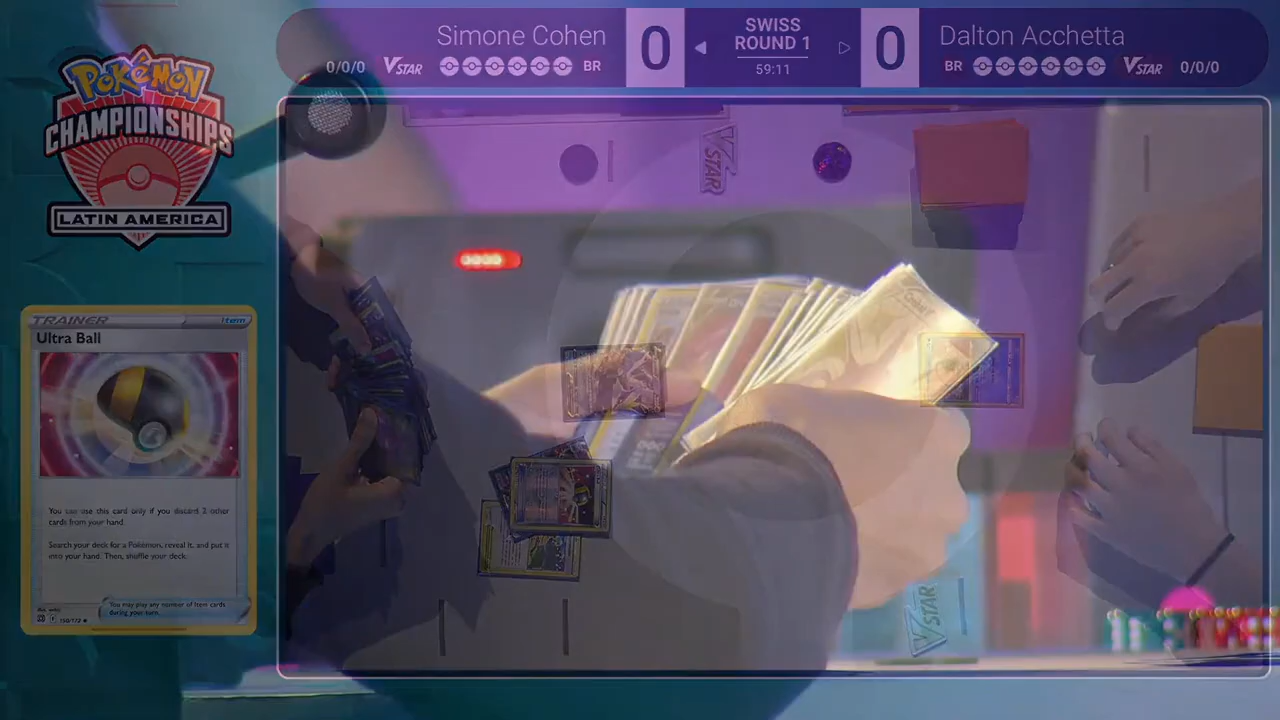 Simone Cohen
0
SWISS
ROUND 1
59:11
0
Dalton Acchetta
0/0/0
VSTAR
BR
BR
VSTAR
0/0/0
POKÉMON
CHAMPIONSHIPS
LATIN AMERICA
VSTAR
TRAINER
Item
Ultra Ball
You can use this card only if you discard 2 other
cards from your hand.
Search your deck for a Pokémon, reveal it, and put it
into your hand. Then, shuffle your deck.
You may play any number of Item cards
during your turn.
150/172
VSTAR